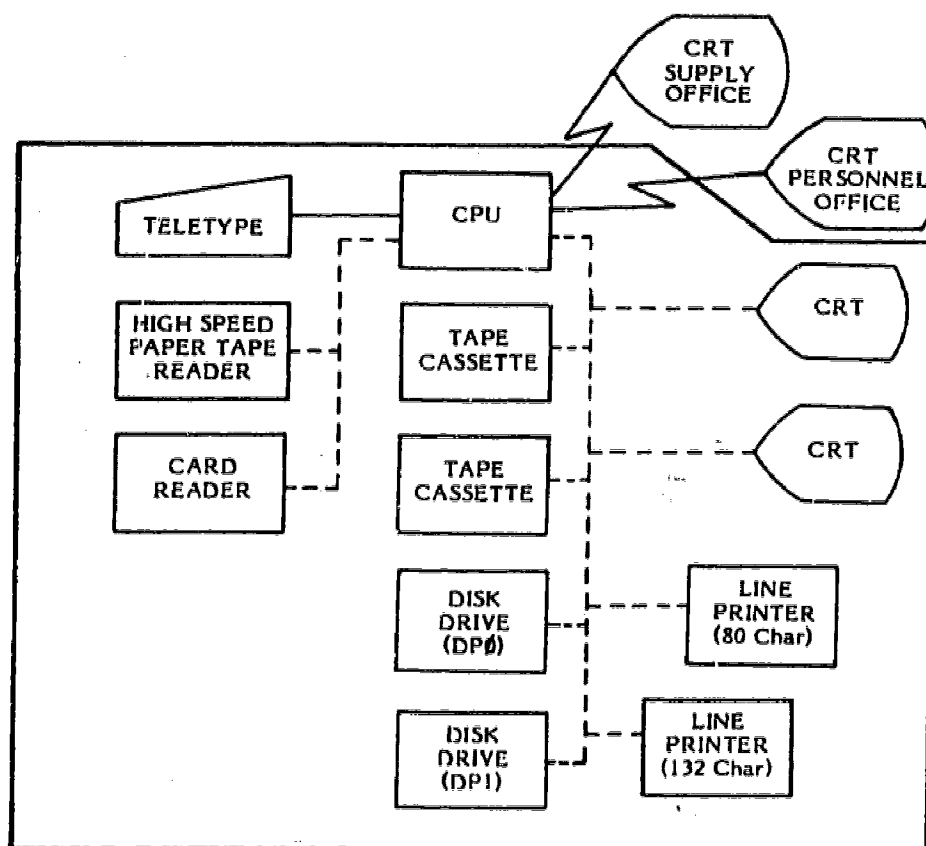 CRT
SUPPLY
OFFICE
CRT
PERSONNEL
OFFICE
TELETYPE
CPU
HIGH SPEED
PAPER TAPE
READER
TAPE
CASSETTE
CRT
CARD
READER
TAPE
CASSETTE
CRT
DISK
DRIVE
(DP0)
LINE
PRINTER
(80 Char)
DISK
DRIVE
(DP1)
LINE
PRINTER
(132 Char)